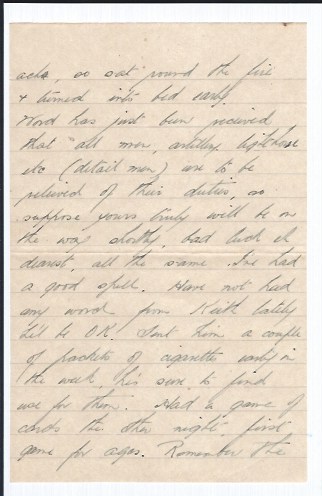 acks, so sat round the fire
& turned into bed early.
Word has just been received
that "all men, artillery, light horse
etc (detail men) are to be
relieved of their duties, so
suppose yours truly will be on
the way shortly, bad luck eh
dearest, all the same. I've had
a good spell. Have not had
any word from Keith lately
he'll be OK. Sent him a couple
of packets of cigarettes early in
the week, he's sure to find
use for them. Had a game of
cards the other night, first
game for ages. Remember the